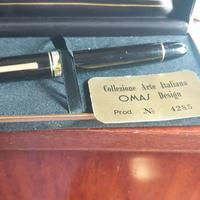 Collezione Arte Italiana
OMAS Design
Prod. No 4285